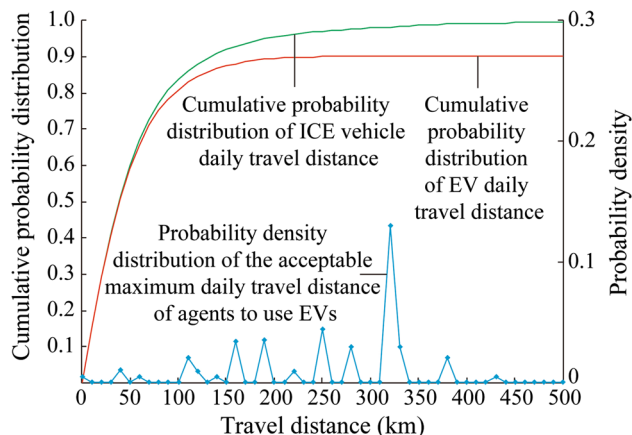 Cumulative probability distribution
1.0
0.9
0.8
0.7
0.6
0.5
0.4
0.3
0.2
0.1
Cumulative probability
distribution of ICE vehicle
daily travel distance
Cumulative
probability
distribution
of EV daily
travel distance
Probability density
distribution of the acceptable
maximum daily travel distance
of agents to use EVs
0.3
0.2
0.1
0
Probability density
0 50 100 150 200 250 300 350 400 450 500
Travel distance (km)